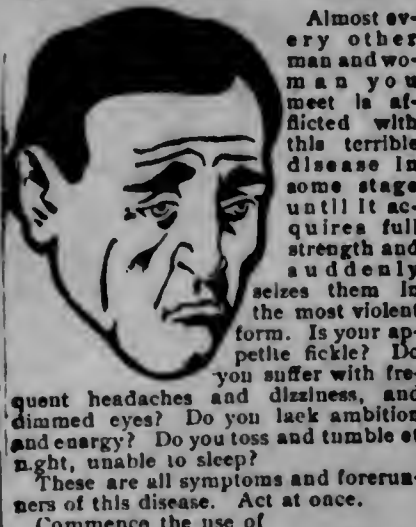 Almost ev-
ery other
man and wo-
man you
meet is af-
flicted with
this terrible
disease in
some stage
until it ac-
quires full
strength and
suddenly
seizes them in
the most violent
form. Is your ap-
petite fickle? Do
you suffer with fre-
quent headaches and dizziness, and
dimmed eyes? Do you lack ambition
and energy? Do you toss and tumble at
night, unable to sleep?
These are all symptoms and forerun-
ners of this disease. Act at once.
Commence the use of